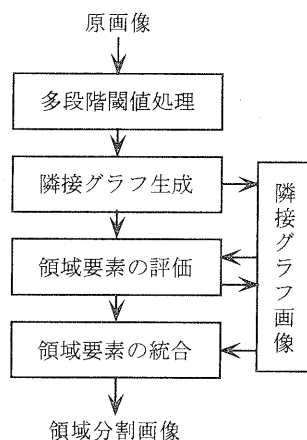 原画像
多段階閾値処理
隣接グラフ生成
領域要素の評価
領域要素の統合
隣接グラフ画像
領域分割画像